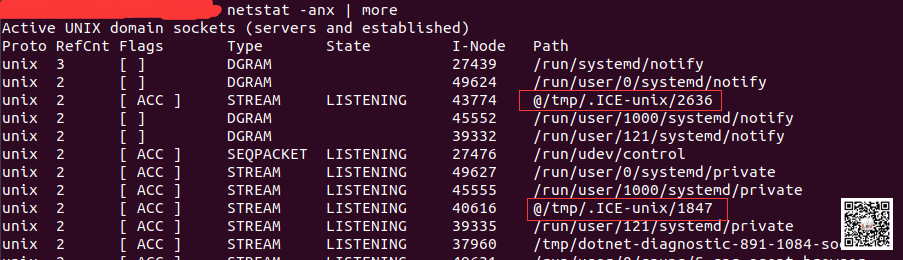 netstat -anx | more
Active UNIX domain sockets (servers and established)
Proto RefCnt Flags Type State I-Node Path
unix 3 [ ] DGRAM 27439 /run/systemd/notify
unix 2 [ ] DGRAM 49624 /run/user/0/systemd/notify
unix 2 [ ACC ] STREAM LISTENING 43774 @/tmp/.ICE-unix/2636
unix 2 [ ] DGRAM 45552 /run/user/1000/systemd/notify
unix 2 [ ] DGRAM 39332 /run/user/121/systemd/notify
unix 2 [ ACC ] SEQPACKET LISTENING 27476 /run/udev/control
unix 2 [ ACC ] STREAM LISTENING 49627 /run/user/0/systemd/private
unix 2 [ ACC ] STREAM LISTENING 45555 /run/user/1000/systemd/private
unix 2 [ ACC ] STREAM LISTENING 40616 @/tmp/.ICE-unix/1847
unix 2 [ ACC ] STREAM LISTENING 39335 /run/user/121/systemd/private
unix 2 [ ACC ] STREAM LISTENING 37960 /tmp/dotnet-diagnostic-891-1084-so